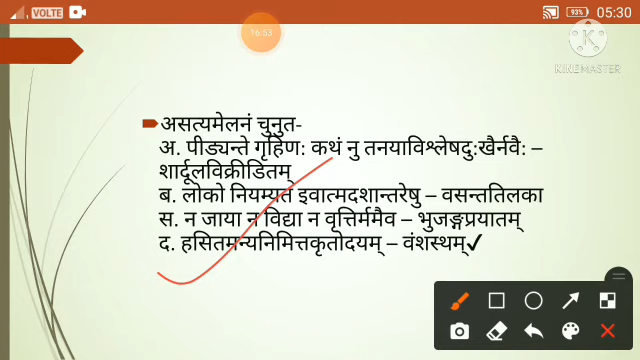 VOLTE 93% 05:30
16:53
KINEMASTER
असत्यमेलनं चुनुत-
अ. पीड्यन्ते गृहिण: कथं नु तनयाविश्लेषदु:खैर्नवै: –
शार्दूलविक्रीडितम्
ब. लोको नियम्यत इवात्मदशान्तरेषु – वसन्ततिलका
स. न जाया न विद्या न वृत्तिर्ममैव – भुजङ्गप्रयातम्
द. हसितमन्यनिमित्तकृतोदयम् – वंशस्थम्✓